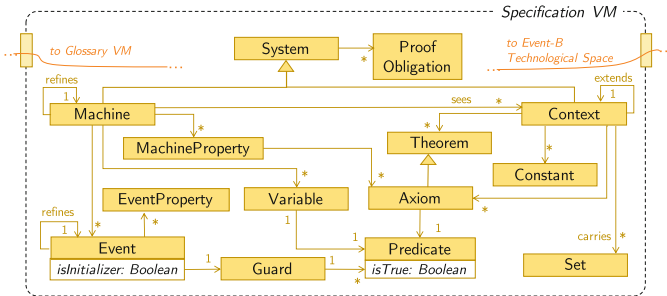 Specification VM
to Glossary VM
System
*
Proof
Obligation
to Event-B
Technological Space
refines
1
extends
1
Machine
sees
*
Context
*
MachineProperty
*
Theorem
*
*
*
Constant
EventProperty
Variable
Axiom
*
refines
1
*
*
1
1
carries
*
Event
1
Predicate
isInitializer: Boolean
1
Guard
1
*
isTrue: Boolean
Set